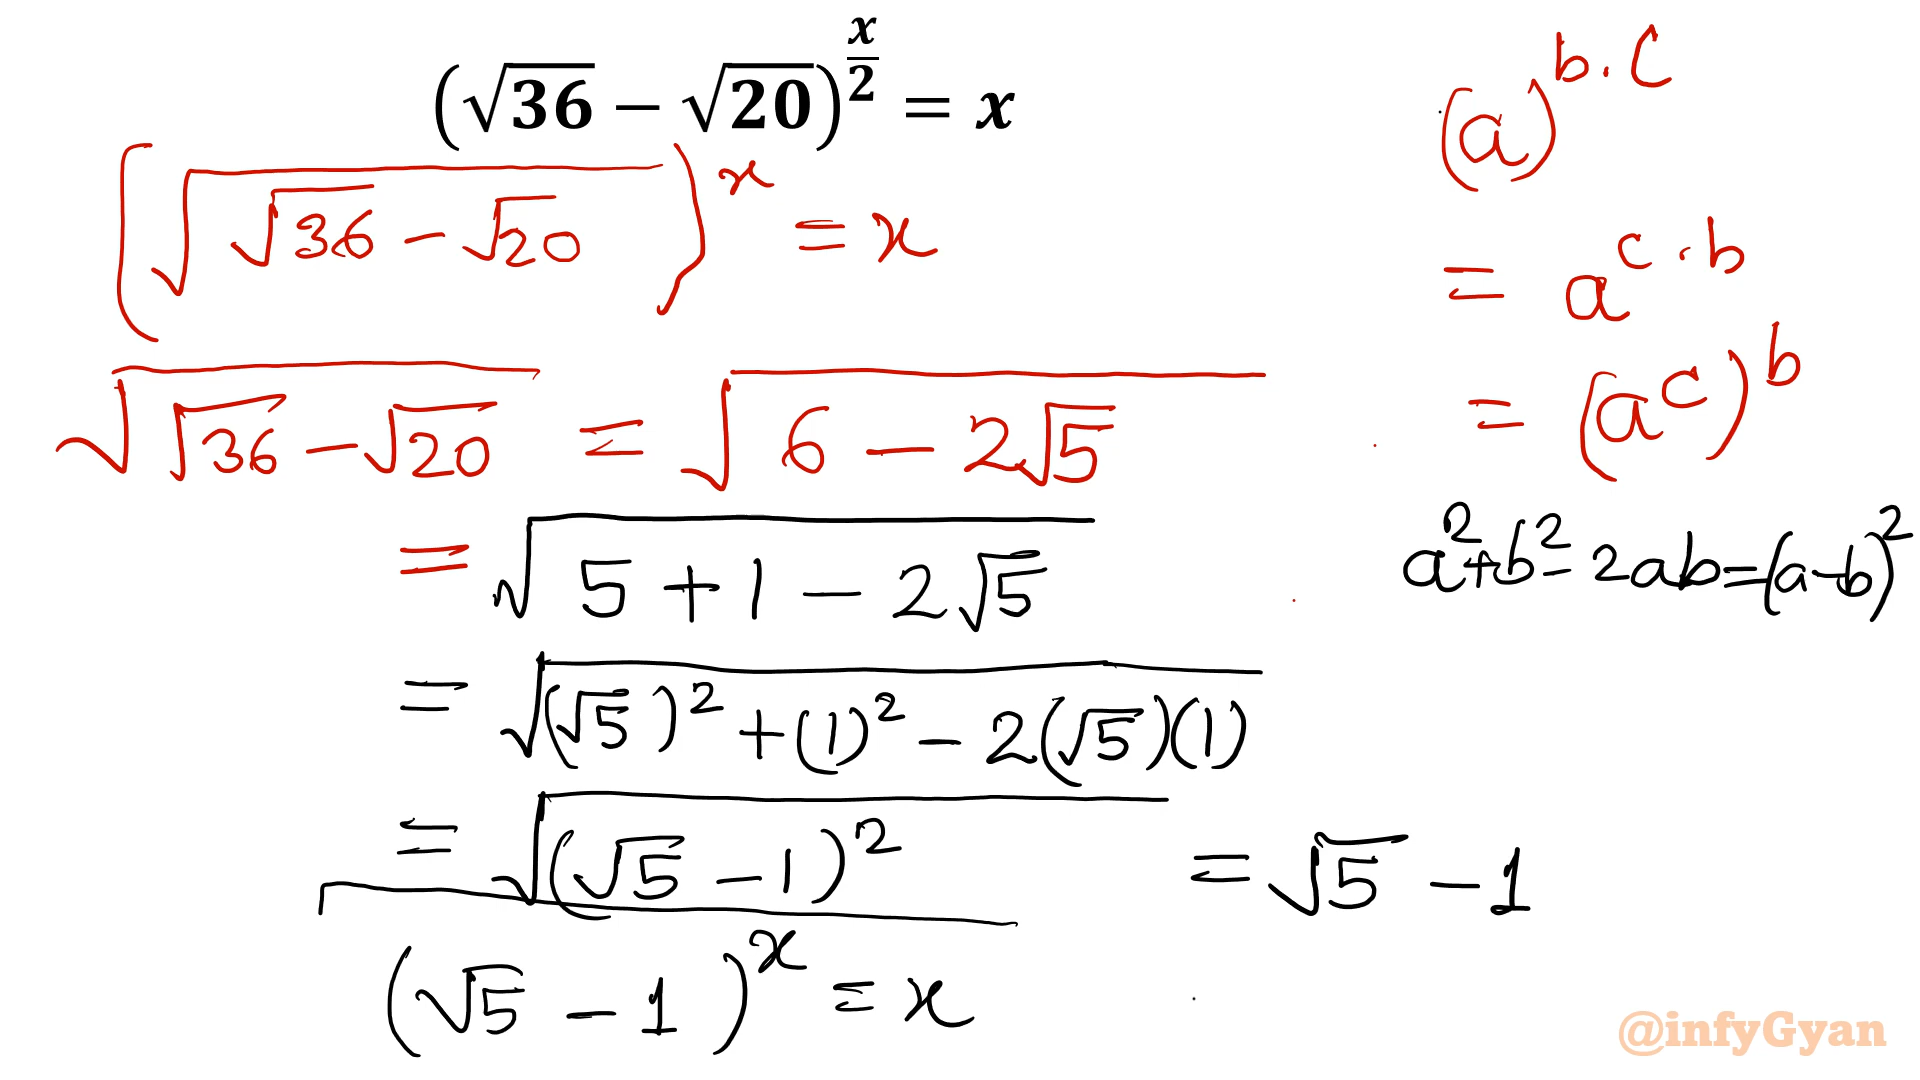 (√36 − √20)^(x/2) = x
(√(√36 − √20))^x = x
√(√36 − √20) = √(6 − 2√5)
= √(5 + 1 − 2√5)
= √((√5)² + (1)² − 2(√5)(1))
= √((√5 − 1)²) = √5 − 1
(√5 − 1)^x = x
(a)^(b·c)
= a^(c·b)
= (a^c)^b
a² + b² − 2ab = (a − b)²
@infyGyan